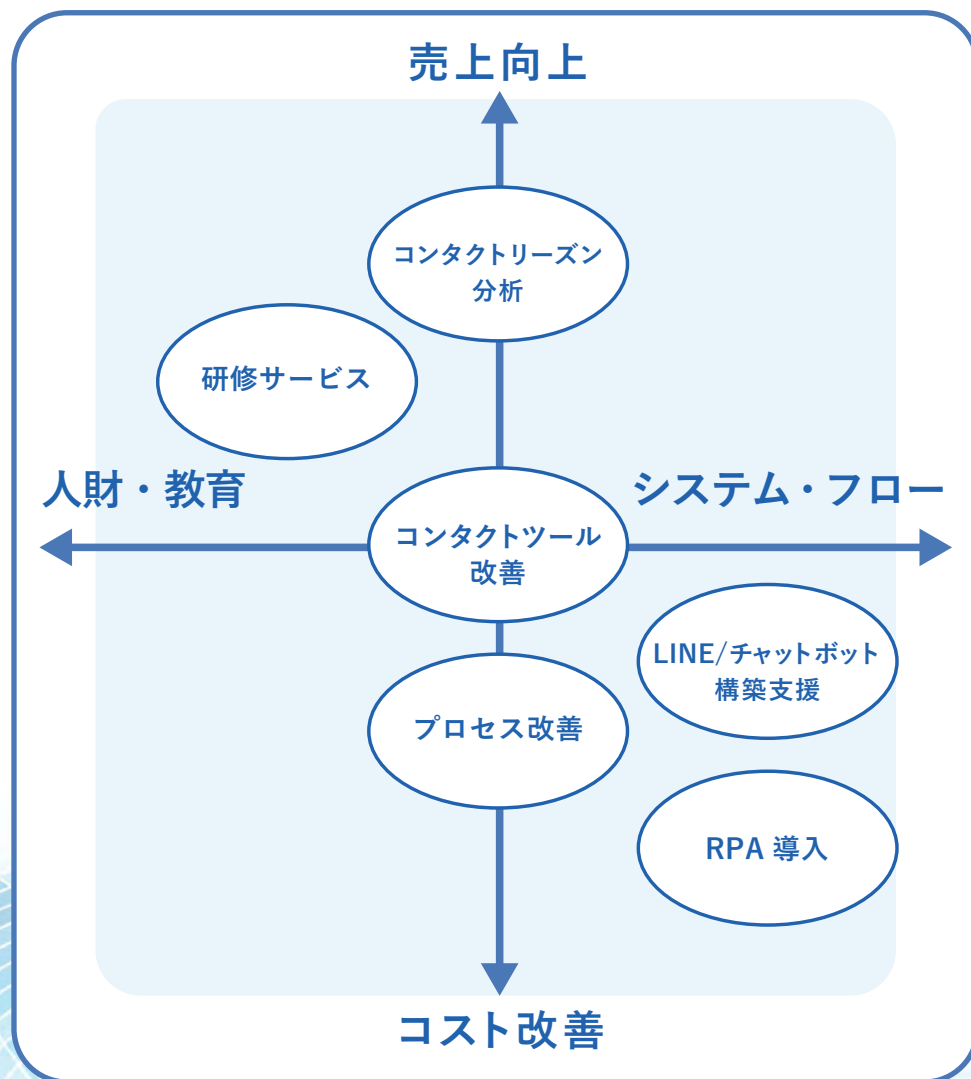 売上向上
コンタクトリーズン
分析
研修サービス
人財・教育
システム・フロー
コンタクトツール
改善
LINE/チャットボット
構築支援
プロセス改善
RPA 導入
コスト改善